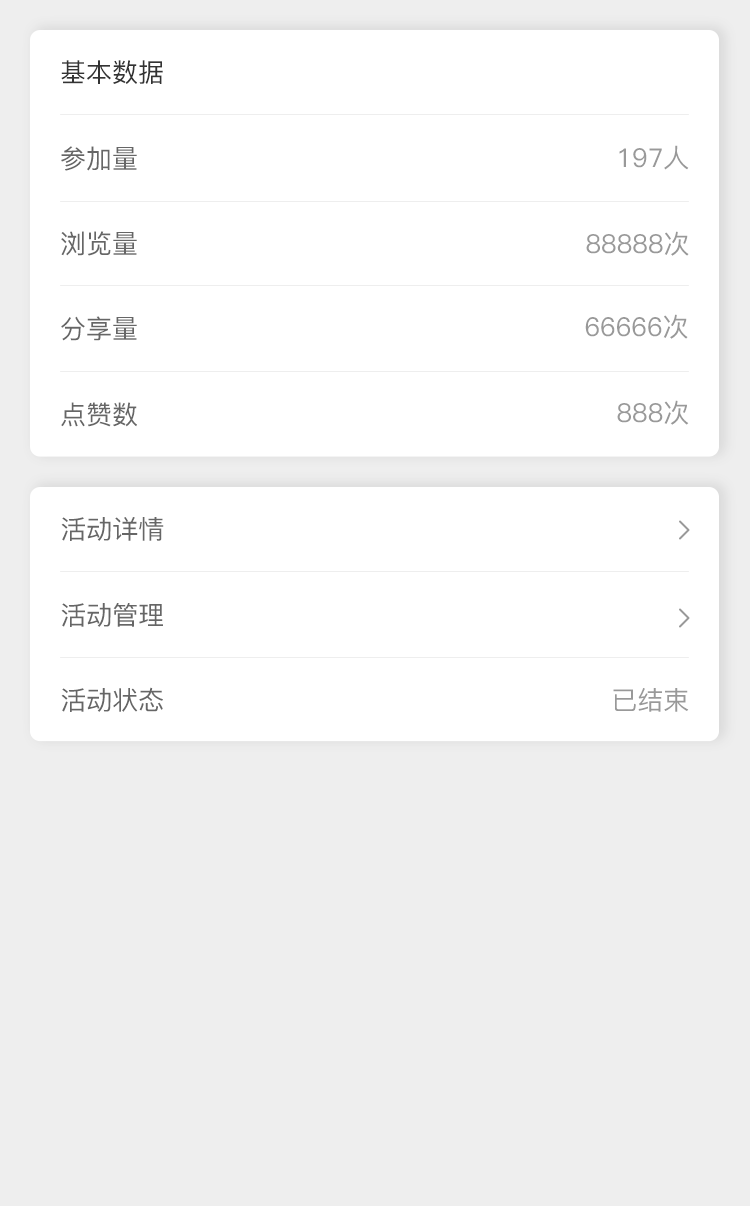 基本数据
参加量 197人
浏览量 88888次
分享量 66666次
点赞数 888次
活动详情
活动管理
活动状态 已结束